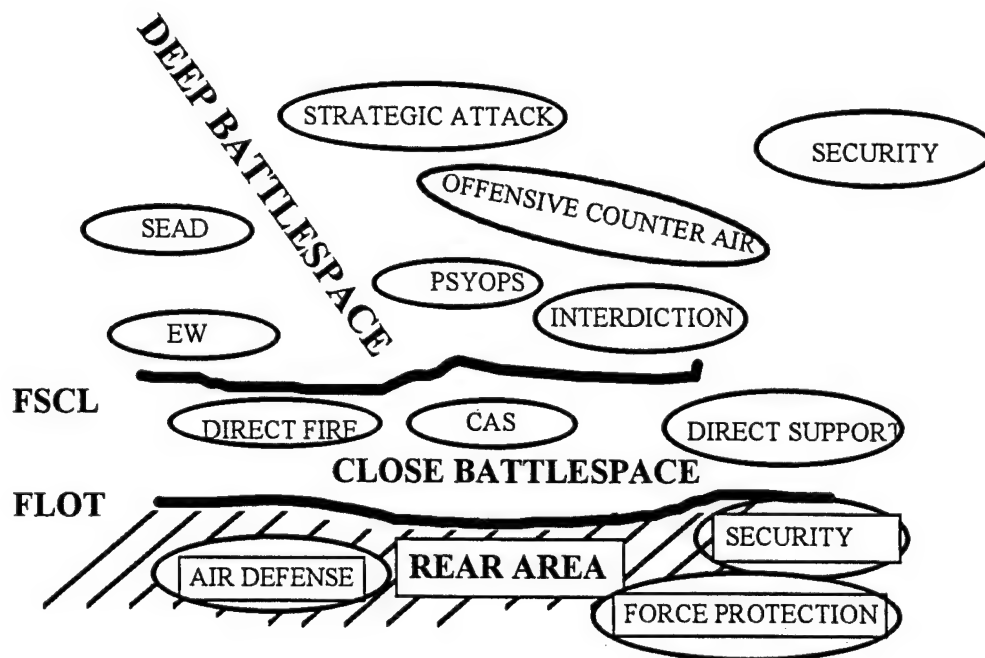 DEEP BATTLESPACE
STRATEGIC ATTACK
SECURITY
OFFENSIVE COUNTER AIR
SEAD
PSYOPS
INTERDICTION
EW
FSCL
DIRECT FIRE
CAS
DIRECT SUPPORT
CLOSE BATTLESPACE
FLOT
SECURITY
AIR DEFENSE
REAR AREA
FORCE PROTECTION